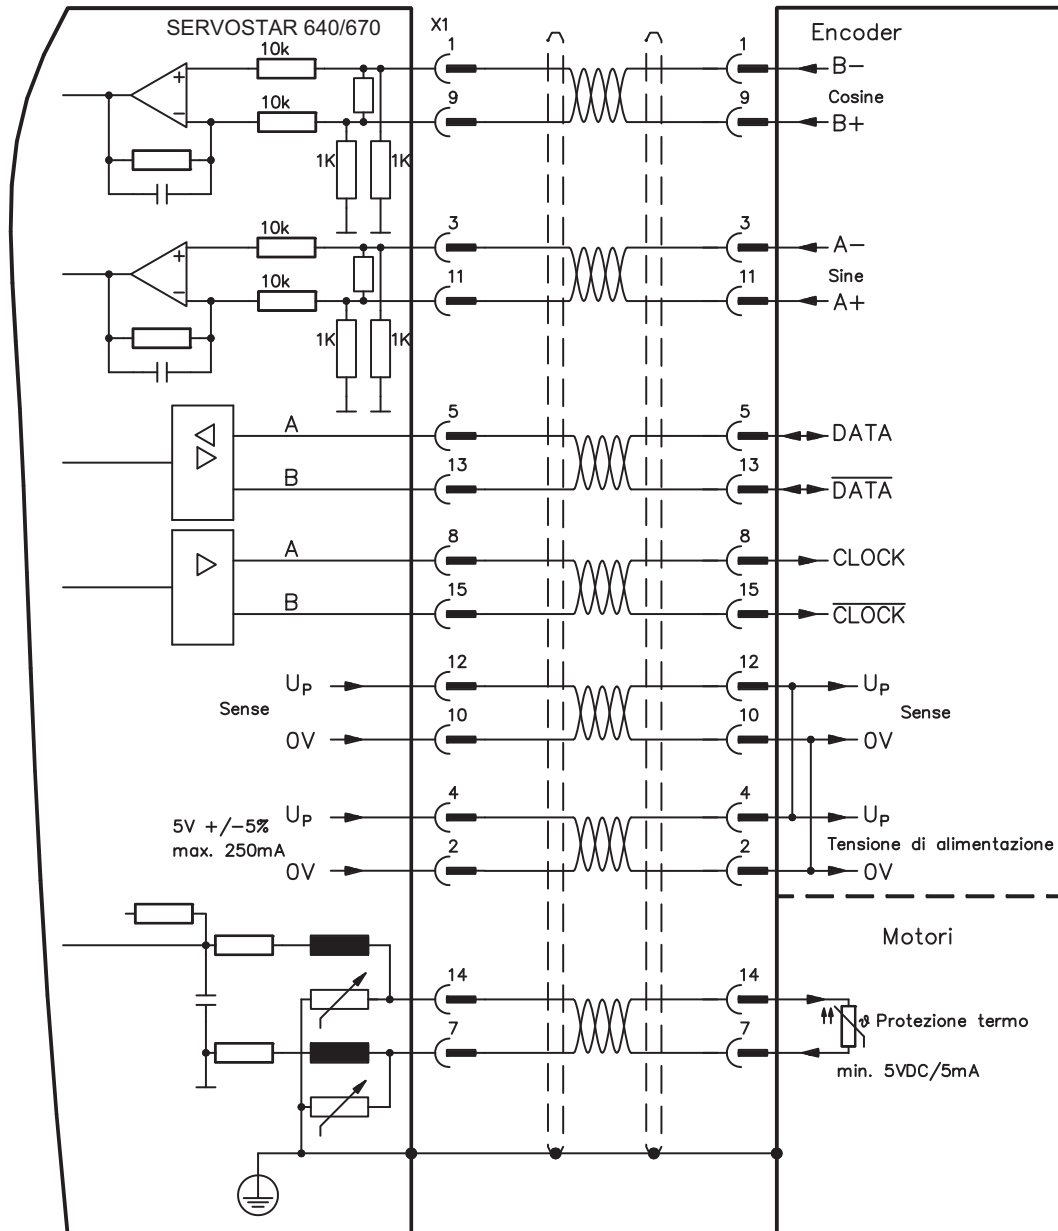 SERVOSTAR 640/670
X1
Encoder
10k
1
1
B-
Cosine
10k
9
9
B+
1K
1K
10k
3
3
A-
Sine
10k
11
11
A+
1K
1K
A
5
5
DATA
B
13
13
DATA
A
8
8
CLOCK
B
15
15
CLOCK
UP
12
12
UP
Sense
Sense
0V
10
10
0V
5V +/-5%
max. 250mA
UP
4
4
UP
Tensione di alimentazione
0V
2
2
0V
Motori
14
14
ϑ Protezione termo
7
7
min. 5VDC/5mA